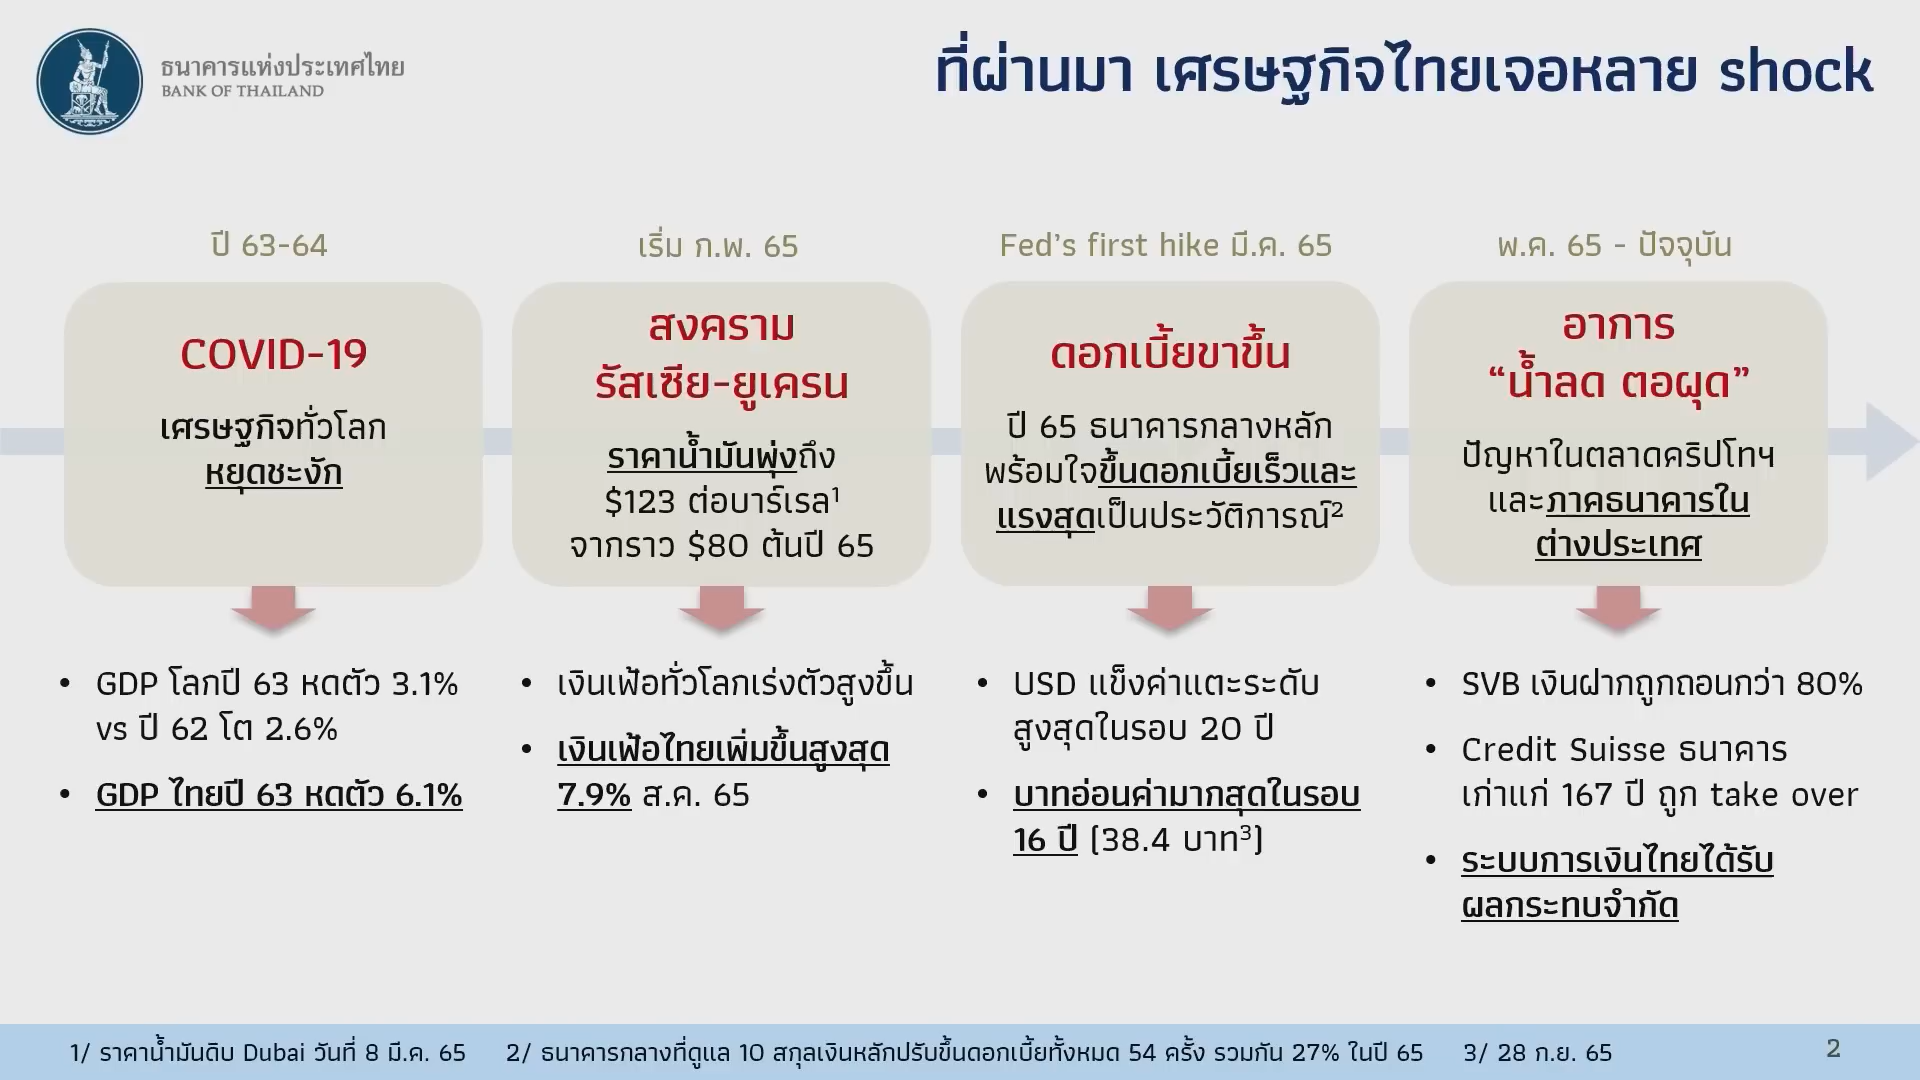 ธนาคารแห่งประเทศไทย
BANK OF THAILAND
ที่ผ่านมา เศรษฐกิจไทยเจอหลาย shock
ปี 63-64
COVID-19
เศรษฐกิจทั่วโลก
หยุดชะงัก
• GDP โลกปี 63 หดตัว 3.1%
vs ปี 62 โต 2.6%
• GDP ไทยปี 63 หดตัว 6.1%
เริ่ม ก.พ. 65
สงคราม
รัสเซีย-ยูเครน
ราคาน้ำมันพุ่งถึง
$123 ต่อบาร์เรล¹
จากราว $80 ต้นปี 65
• เงินเฟ้อทั่วโลกเร่งตัวสูงขึ้น
• เงินเฟ้อไทยเพิ่มขึ้นสูงสุด
7.9% ส.ค. 65
Fed’s first hike มี.ค. 65
ดอกเบี้ยขาขึ้น
ปี 65 ธนาคารกลางหลัก
พร้อมใจขึ้นดอกเบี้ยเร็วและ
แรงสุดเป็นประวัติการณ์²
• USD แข็งค่าแตะระดับ
สูงสุดในรอบ 20 ปี
• บาทอ่อนค่ามากสุดในรอบ
16 ปี (38.4 บาท³)
พ.ค. 65 - ปัจจุบัน
อาการ
“น้ำลด ตอผุด”
ปัญหาในตลาดคริปโทฯ
และภาคธนาคารใน
ต่างประเทศ
• SVB เงินฝากถูกถอนกว่า 80%
• Credit Suisse ธนาคาร
เก่าแก่ 167 ปี ถูก take over
• ระบบการเงินไทยได้รับ
ผลกระทบจำกัด
1/ ราคาน้ำมันดิบ Dubai วันที่ 8 มี.ค. 65 2/ ธนาคารกลางที่ดูแล 10 สกุลเงินหลักปรับขึ้นดอกเบี้ยทั้งหมด 54 ครั้ง รวมกัน 27% ในปี 65 3/ 28 ก.ย. 65
2